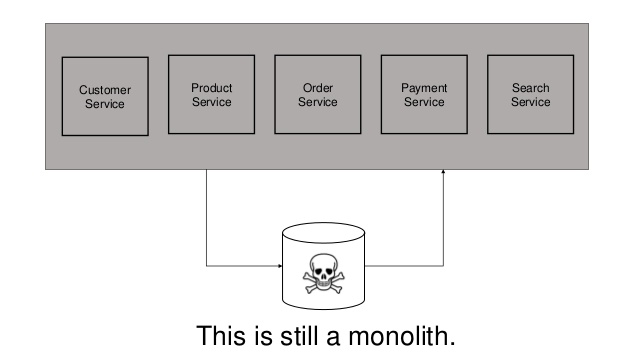 Customer
Service
Product
Service
Order
Service
Payment
Service
Search
Service
This is still a monolith.